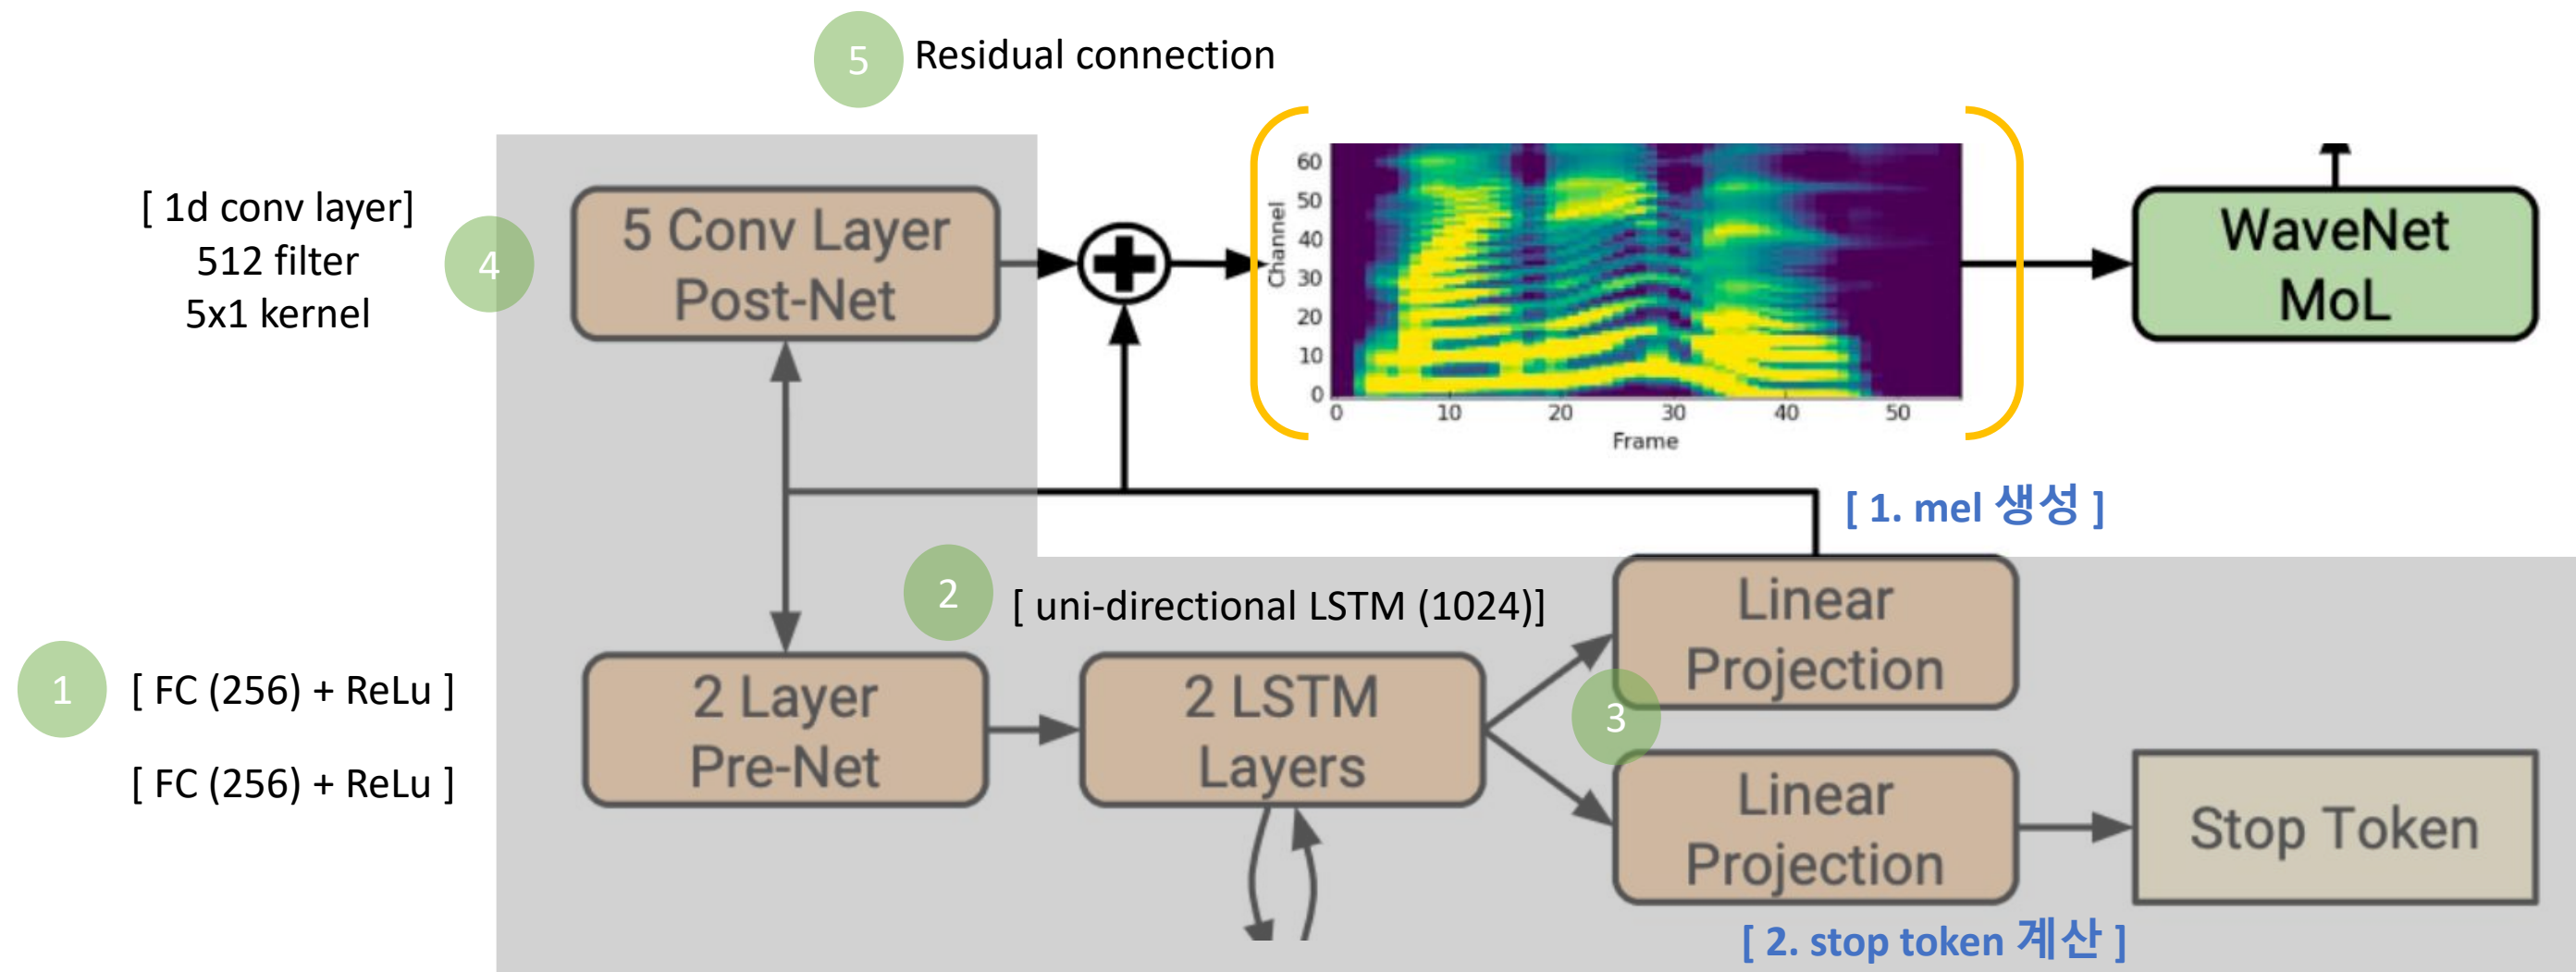 5
Residual connection
[ 1d conv layer]
512 filter
5x1 kernel
4
5 Conv Layer
Post-Net
60
50
40
30
20
10
0
Channel
0
10
20
30
40
50
Frame
WaveNet
MoL
[ 1. mel 생성 ]
2
[ uni-directional LSTM (1024)]
1
[ FC (256) + ReLu ]
[ FC (256) + ReLu ]
2 Layer
Pre-Net
2 LSTM
Layers
3
Linear
Projection
Linear
Projection
Stop Token
[ 2. stop token 계산 ]